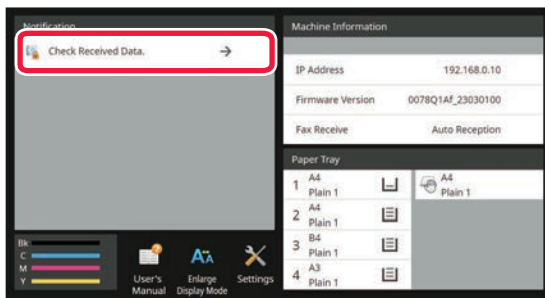 Notification
Check Received Data.
Machine Information
IP Address 192.168.0.10
Firmware Version 0078Q1Af_23030100
Fax Receive Auto Reception
Paper Tray
1 A4
Plain 1
A4
Plain 1
2 A4
Plain 1
3 B4
Plain 1
4 A3
Plain 1
Bk
C
M
Y
User's
Manual
Enlarge
Display Mode
Settings